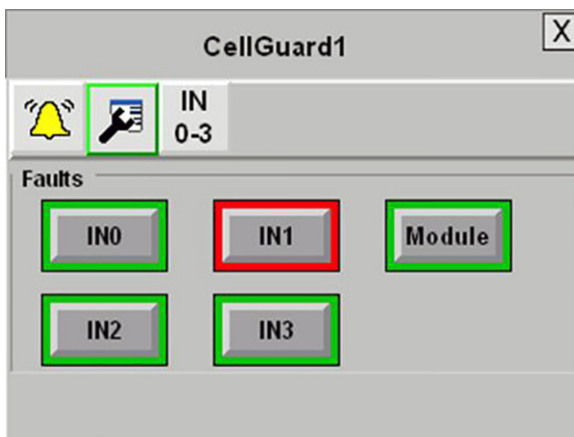 CellGuard1
X
IN
0-3
Faults
IN0 IN1 Module
IN2 IN3